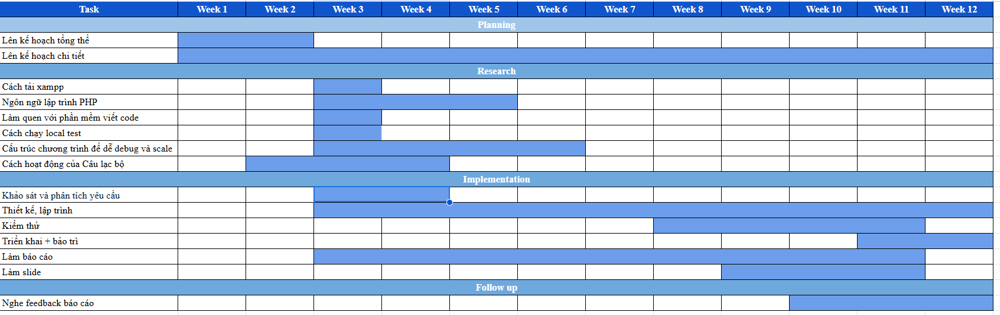 Task Week 1 Week 2 Week 3 Week 4 Week 5 Week 6 Week 7 Week 8 Week 9 Week 10 Week 11 Week 12
Planning
Lên kế hoạch tổng thể
Lên kế hoạch chi tiết
Research
Cách tải xampp
Ngôn ngữ lập trình PHP
Làm quen với phần mềm viết code
Cách chạy local test
Cấu trúc chương trình để dễ debug và scale
Cách hoạt động của Câu lạc bộ
Implementation
Khảo sát và phân tích yêu cầu
Thiết kế, lập trình
Kiểm thử
Triển khai + bảo trì
Làm báo cáo
Làm slide
Follow up
Nghe feedback báo cáo